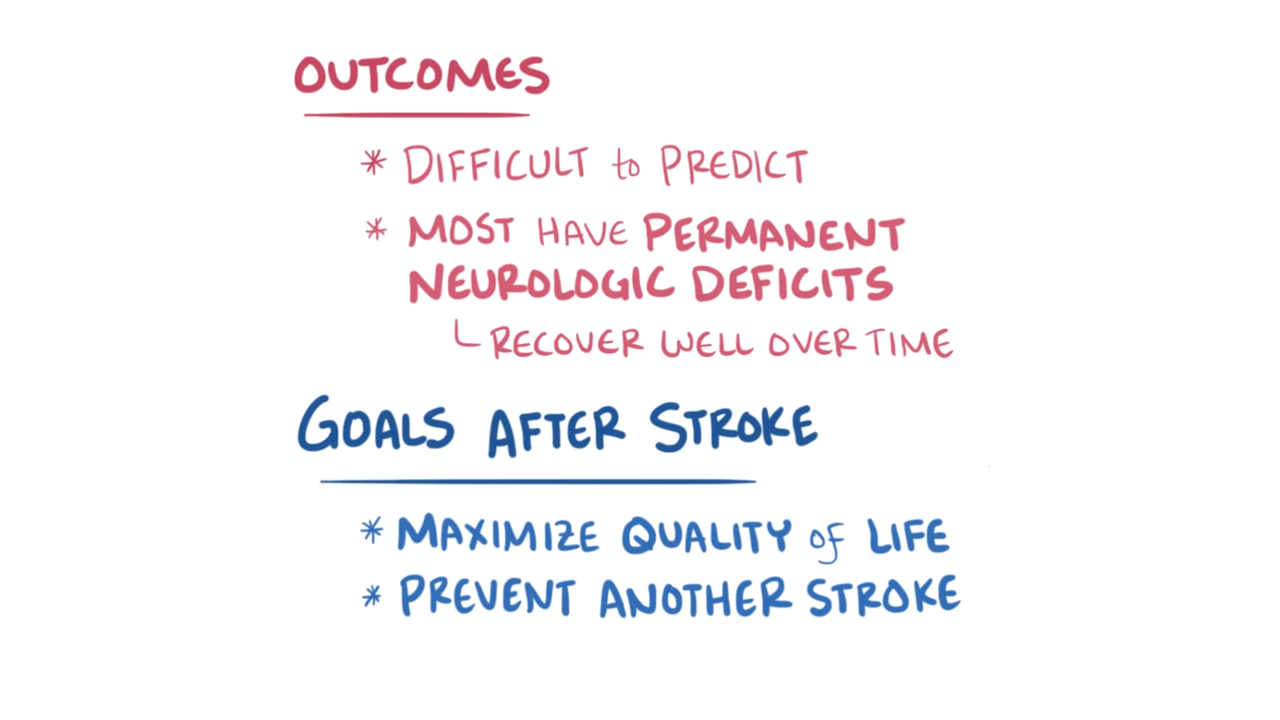 OUTCOMES
* DIFFICULT to PREDICT
* MOST HAVE PERMANENT
NEUROLOGIC DEFICITS
└ RECOVER WELL OVER TIME
GOALS AFTER STROKE
* MAXIMIZE QUALITY of LIFE
* PREVENT ANOTHER STROKE